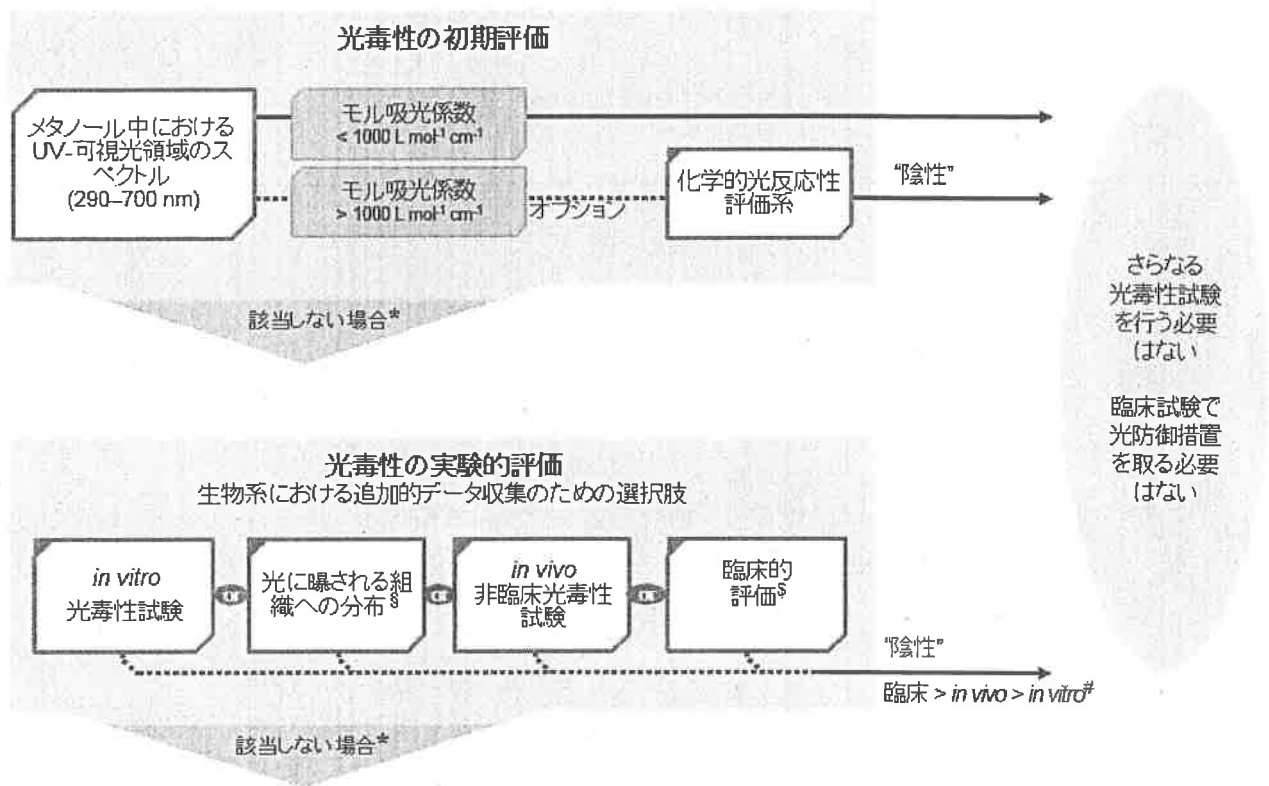 光毒性の初期評価
メタノール中における
UV-可視光領域のス
ペクトル
(290–700 nm)
モル吸光係数
< 1000 L mol⁻¹ cm⁻¹
モル吸光係数
> 1000 L mol⁻¹ cm⁻¹
オプション
化学的光反応性
評価系
“陰性”
該当しない場合*
さらなる
光毒性試験
を行う必要
はない
臨床試験で
光防御措置
を取る必要
はない
光毒性の実験的評価
生物系における追加的データ収集のための選択肢
in vitro
光毒性試験
光に曝される組
織への分布§
in vivo
非臨床光毒性
試験
臨床的
評価$
“陰性”
臨床 > in vivo > in vitro#
該当しない場合*